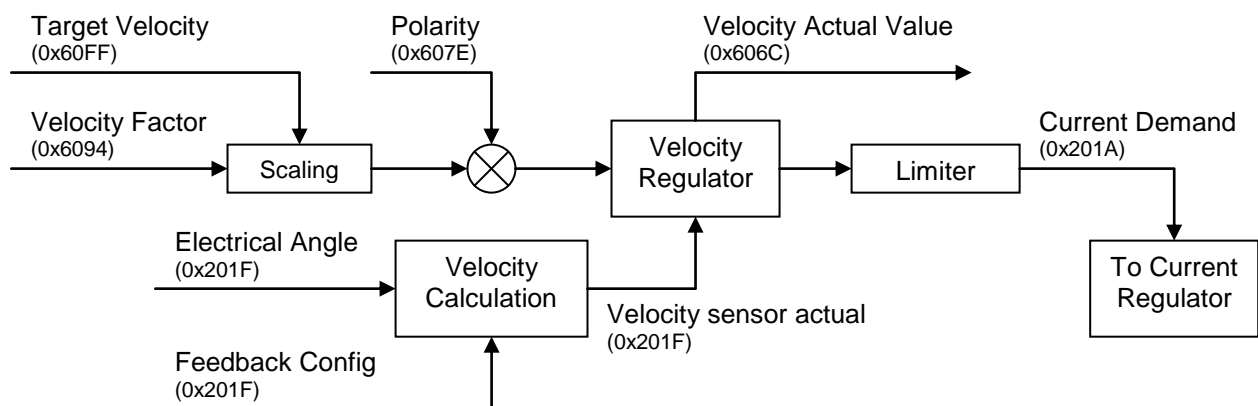 Target Velocity
(0x60FF)
Polarity
(0x607E)
Velocity Actual Value
(0x606C)
Velocity Factor
(0x6094)
Scaling
Velocity
Regulator
Limiter
Current Demand
(0x201A)
Electrical Angle
(0x201F)
Velocity
Calculation
Velocity sensor actual
(0x201F)
To Current
Regulator
Feedback Config
(0x201F)